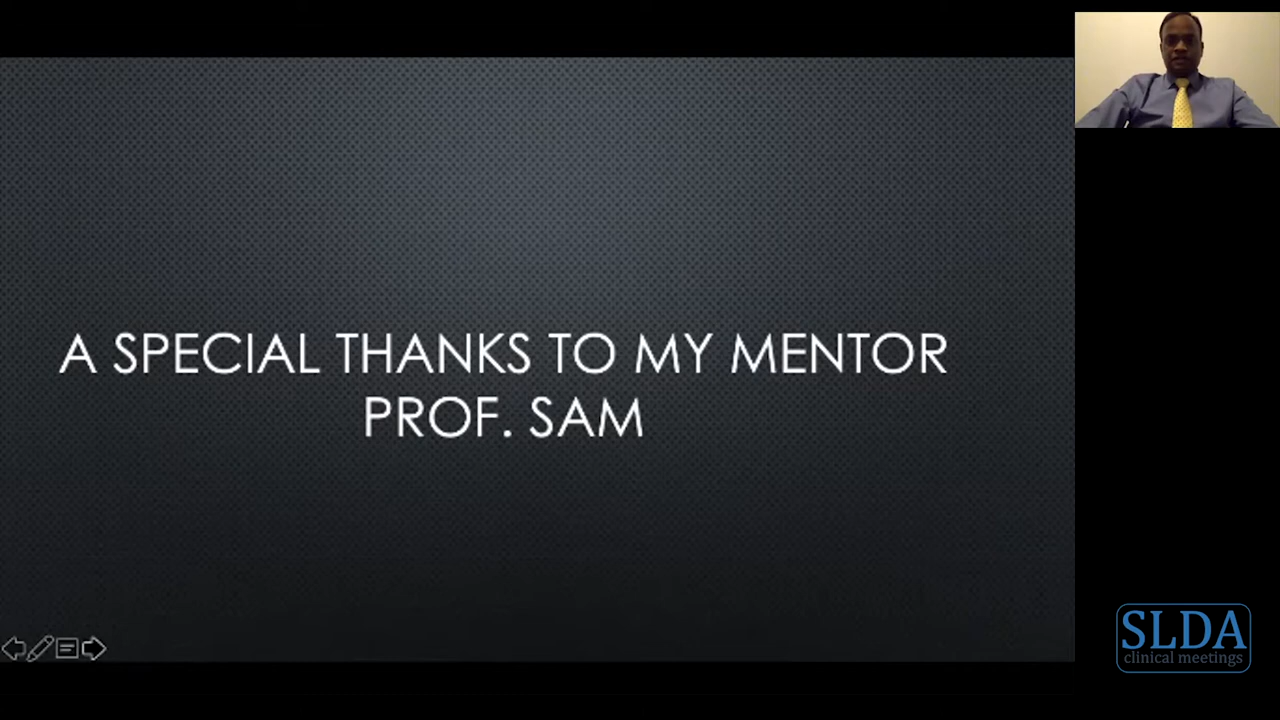 A SPECIAL THANKS TO MY MENTOR
PROF. SAM
SLDA
clinical meetings